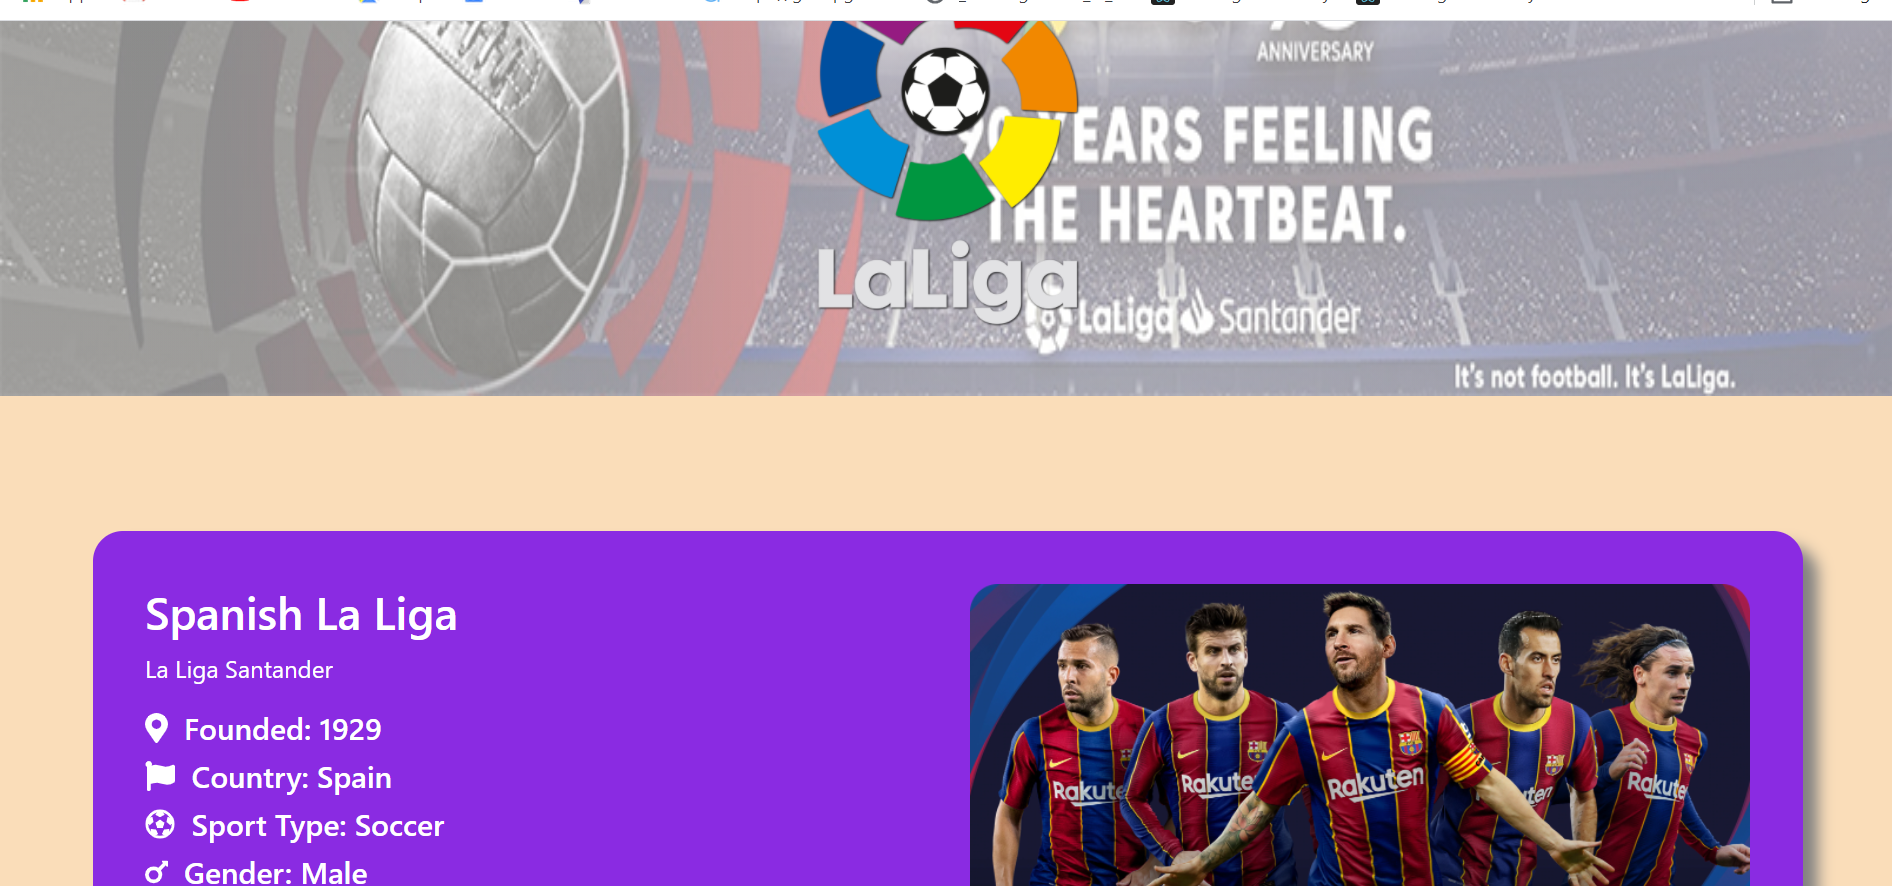 ANNIVERSARY
90 YEARS FEELING
THE HEARTBEAT.
LaLiga
LaLiga Santander
It's not football. It's LaLiga.
Spanish La Liga
La Liga Santander
Founded: 1929
Country: Spain
Sport Type: Soccer
Gender: Male
Rakuten
Rakuten
Rakuten
Rakuten